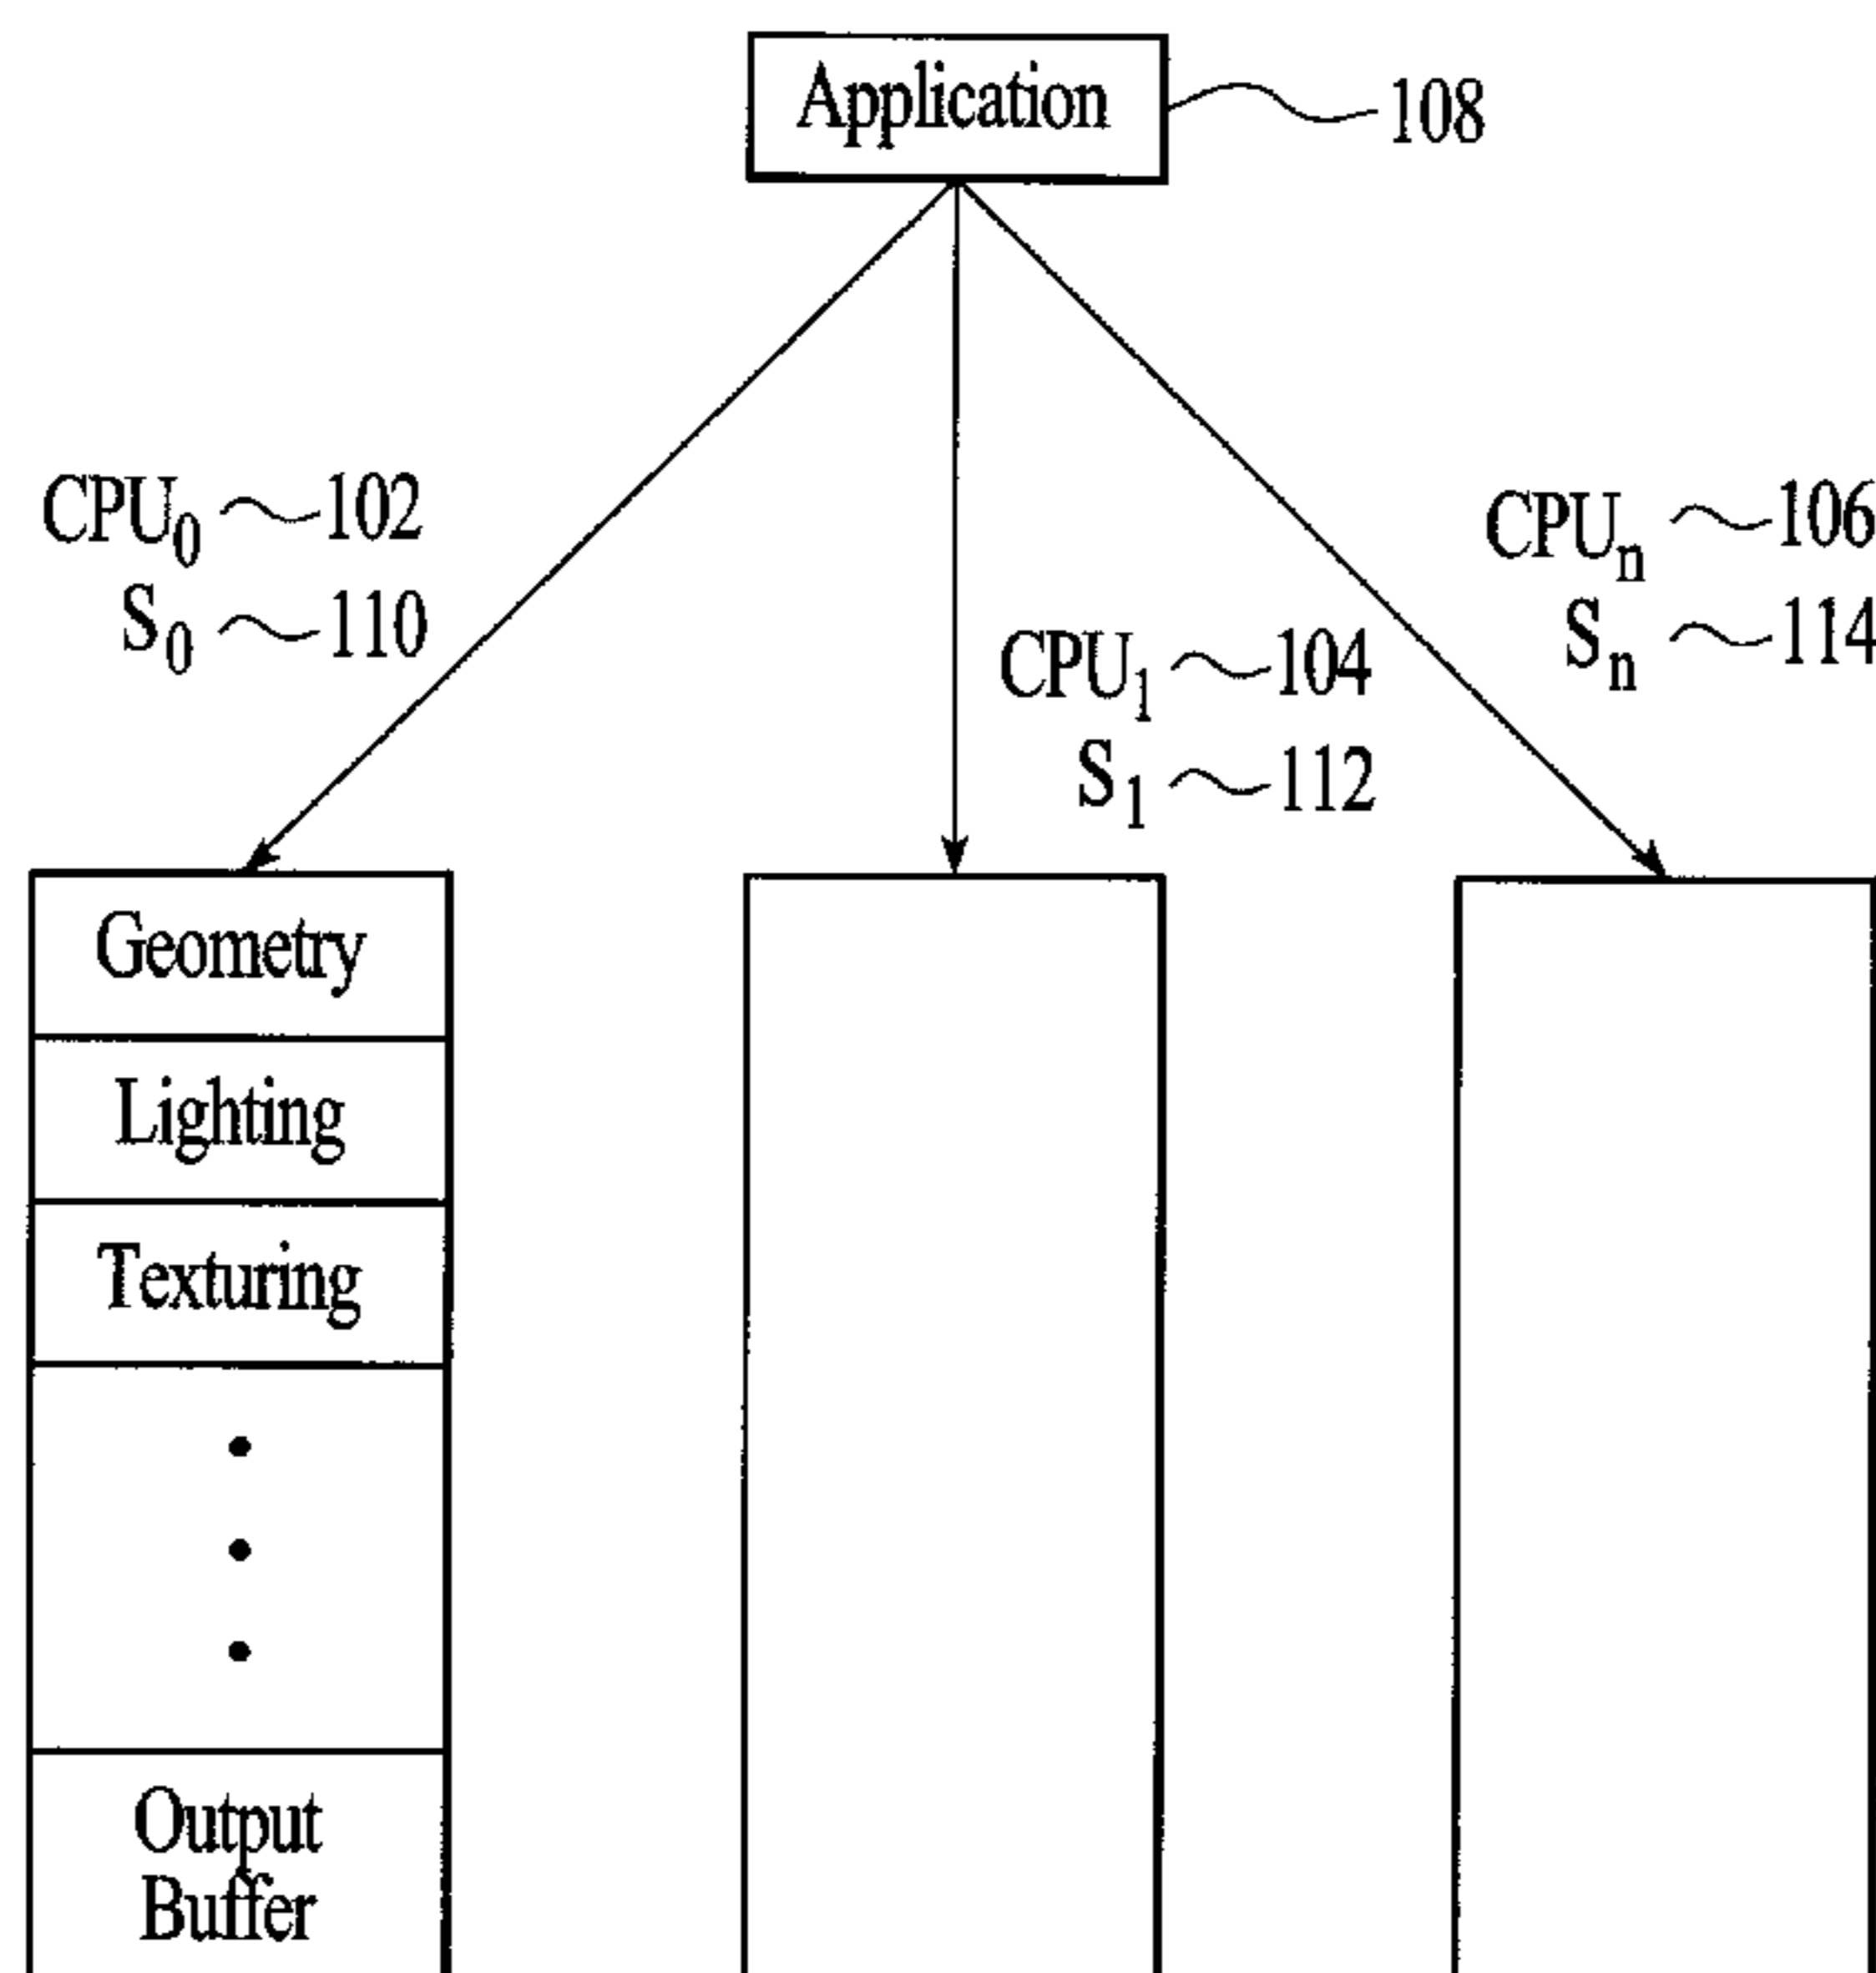 Application 108
CPU0 102
S0 110
CPU1 104
S1 112
CPUn 106
Sn 114
Geometry
Lighting
Texturing
Output
Buffer